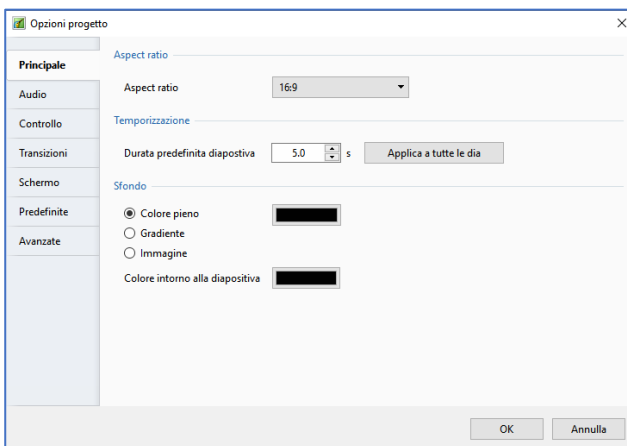 Opzioni progetto
Principale
Audio
Controllo
Transizioni
Schermo
Predefinite
Avanzate
Aspect ratio
Aspect ratio 16:9
Temporizzazione
Durata predefinita diapostiva 5.0 s Applica a tutte le dia
Sfondo
Colore pieno
Gradiente
Immagine
Colore intorno alla diapositiva
OK Annulla